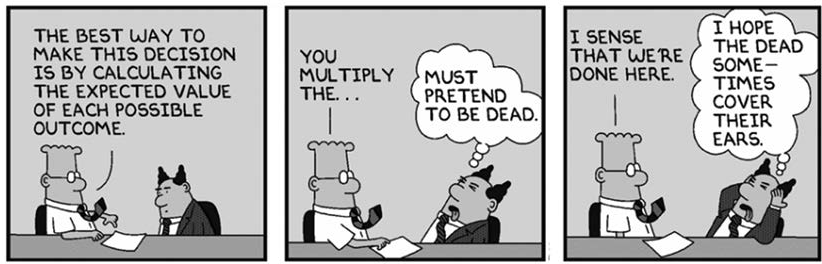 THE BEST WAY TO
MAKE THIS DECISION
IS BY CALCULATING
THE EXPECTED VALUE
OF EACH POSSIBLE
OUTCOME.
YOU
MULTIPLY
THE...
MUST
PRETEND
TO BE DEAD.
I SENSE
THAT WE'RE
DONE HERE.
I HOPE
THE DEAD
SOME-
TIMES
COVER
THEIR
EARS.